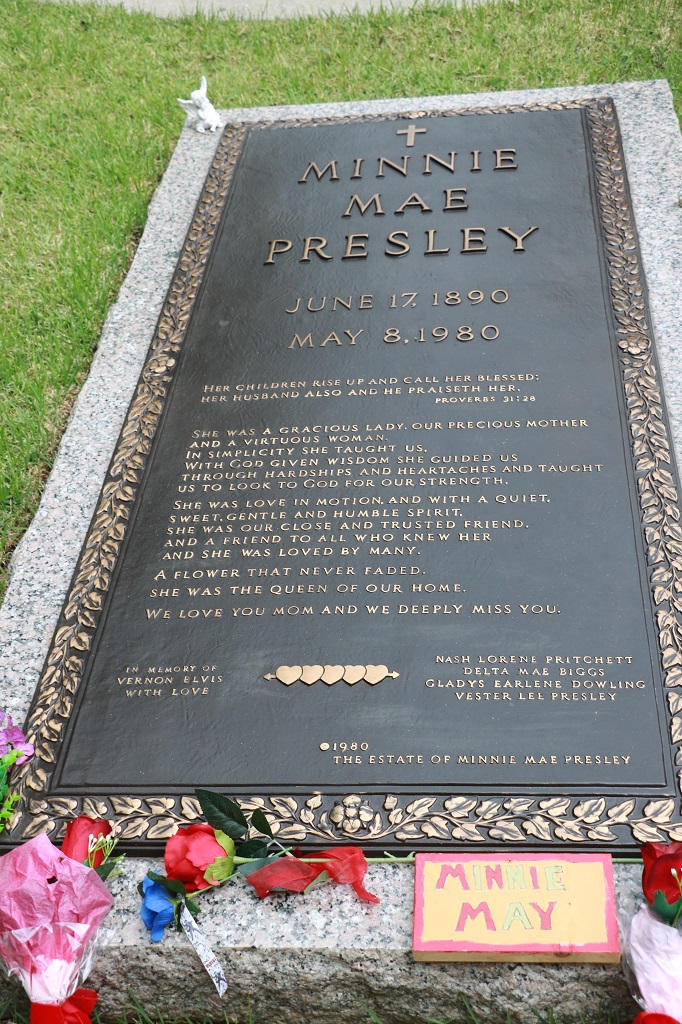 MINNIE
MAE
PRESLEY
JUNE 17, 1890
MAY 8, 1980
HER CHILDREN RISE UP AND CALL HER BLESSED;
HER HUSBAND ALSO AND HE PRAISETH HER.
PROVERBS 31:28
SHE WAS A GRACIOUS LADY, OUR PRECIOUS MOTHER
AND A VIRTUOUS WOMAN.
IN SIMPLICITY SHE TAUGHT US,
WITH GOD GIVEN WISDOM SHE GUIDED US
THROUGH HARDSHIPS AND HEARTACHES AND TAUGHT
US TO LOOK TO GOD FOR OUR STRENGTH.
SHE WAS LOVE IN MOTION, AND WITH A QUIET,
SWEET, GENTLE AND HUMBLE SPIRIT,
SHE WAS OUR CLOSE AND TRUSTED FRIEND,
AND A FRIEND TO ALL WHO KNEW HER
AND SHE WAS LOVED BY MANY.
A FLOWER THAT NEVER FADED.
SHE WAS THE QUEEN OF OUR HOME.
WE LOVE YOU MOM AND WE DEEPLY MISS YOU.
IN MEMORY OF
VERNON ELVIS
WITH LOVE
NASH LORENE PRITCHETT
DELTA MAE BIGGS
GLADYS EARLENE DOWLING
VESTER LEE PRESLEY
©1980
THE ESTATE OF MINNIE MAE PRESLEY
MINNIE
MAY